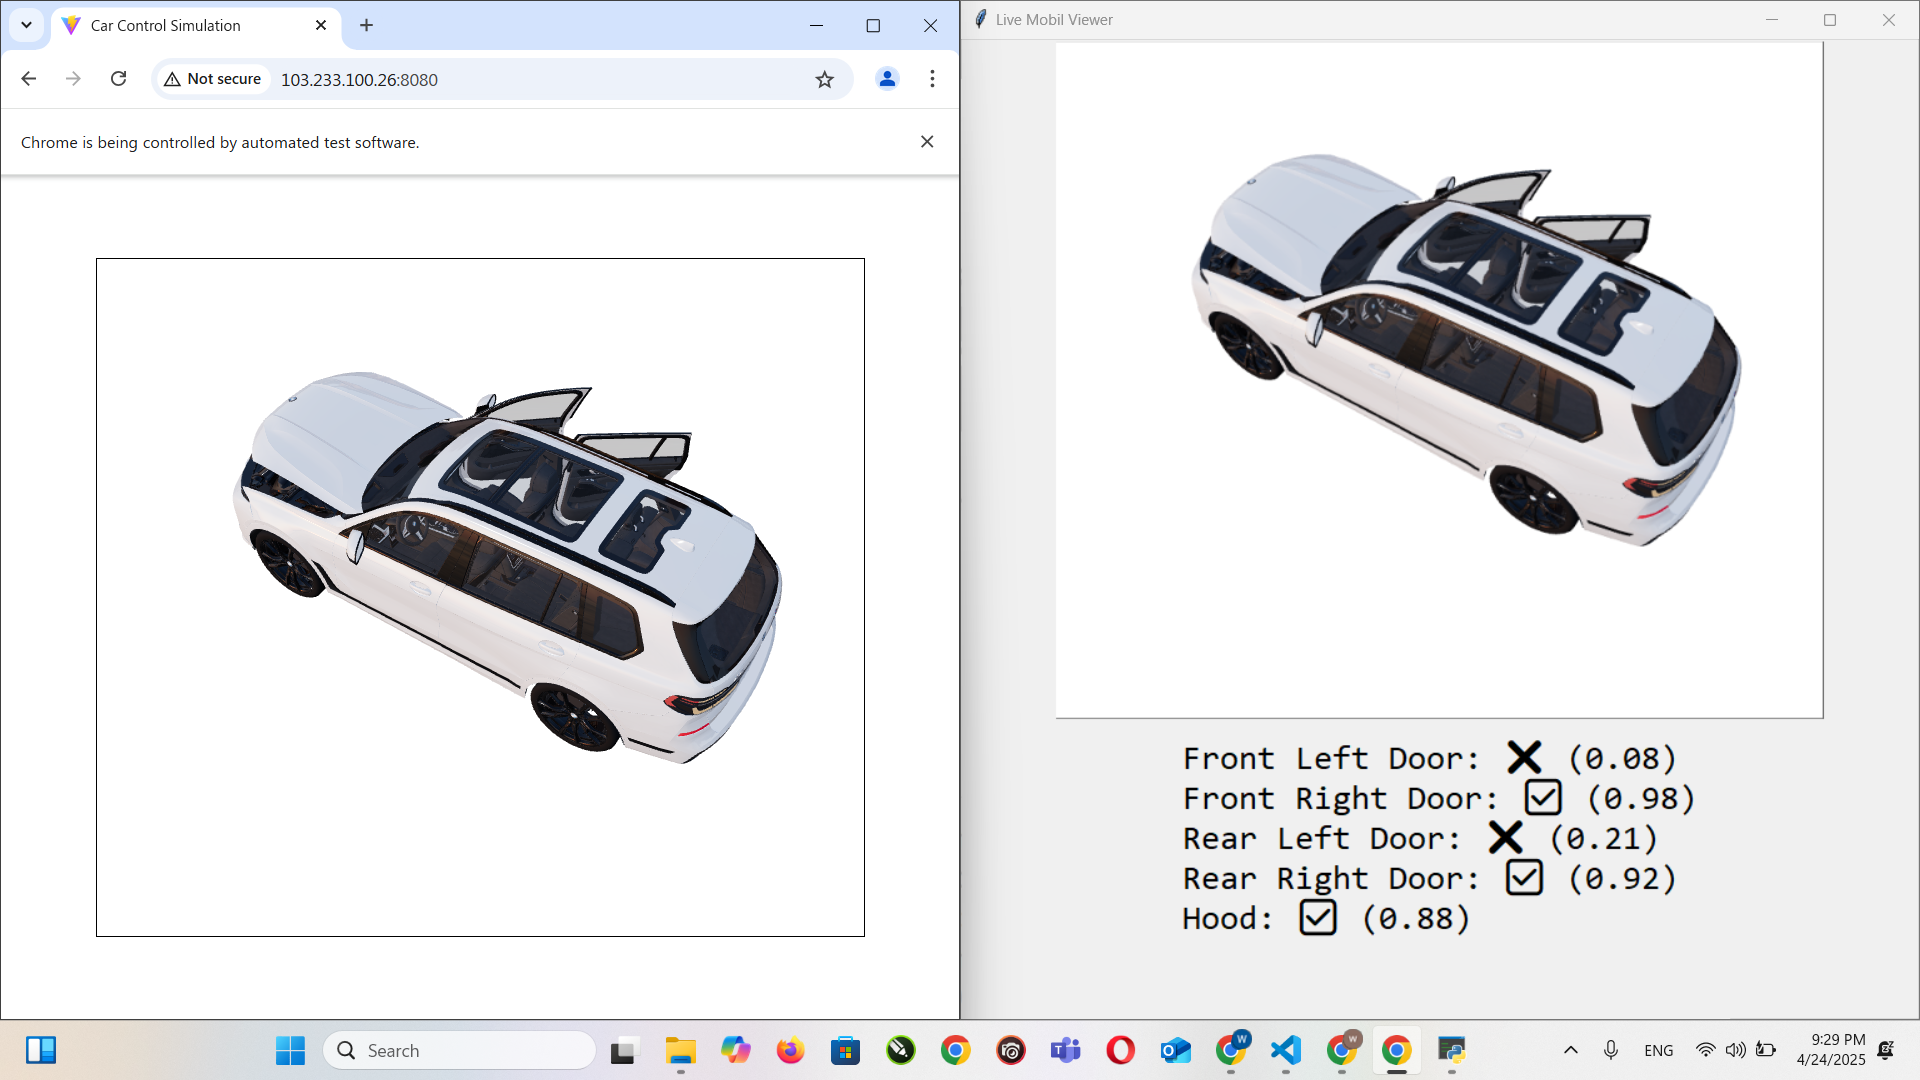 Car Control Simulation
Not secure
103.233.100.26:8080
Chrome is being controlled by automated test software.
Live Mobil Viewer
Front Left Door: ❌ (0.08)
Front Right Door: ☑ (0.98)
Rear Left Door: ❌ (0.21)
Rear Right Door: ☑ (0.92)
Hood: ☑ (0.88)
Search
W
W
ENG
9:29 PM
4/24/2025